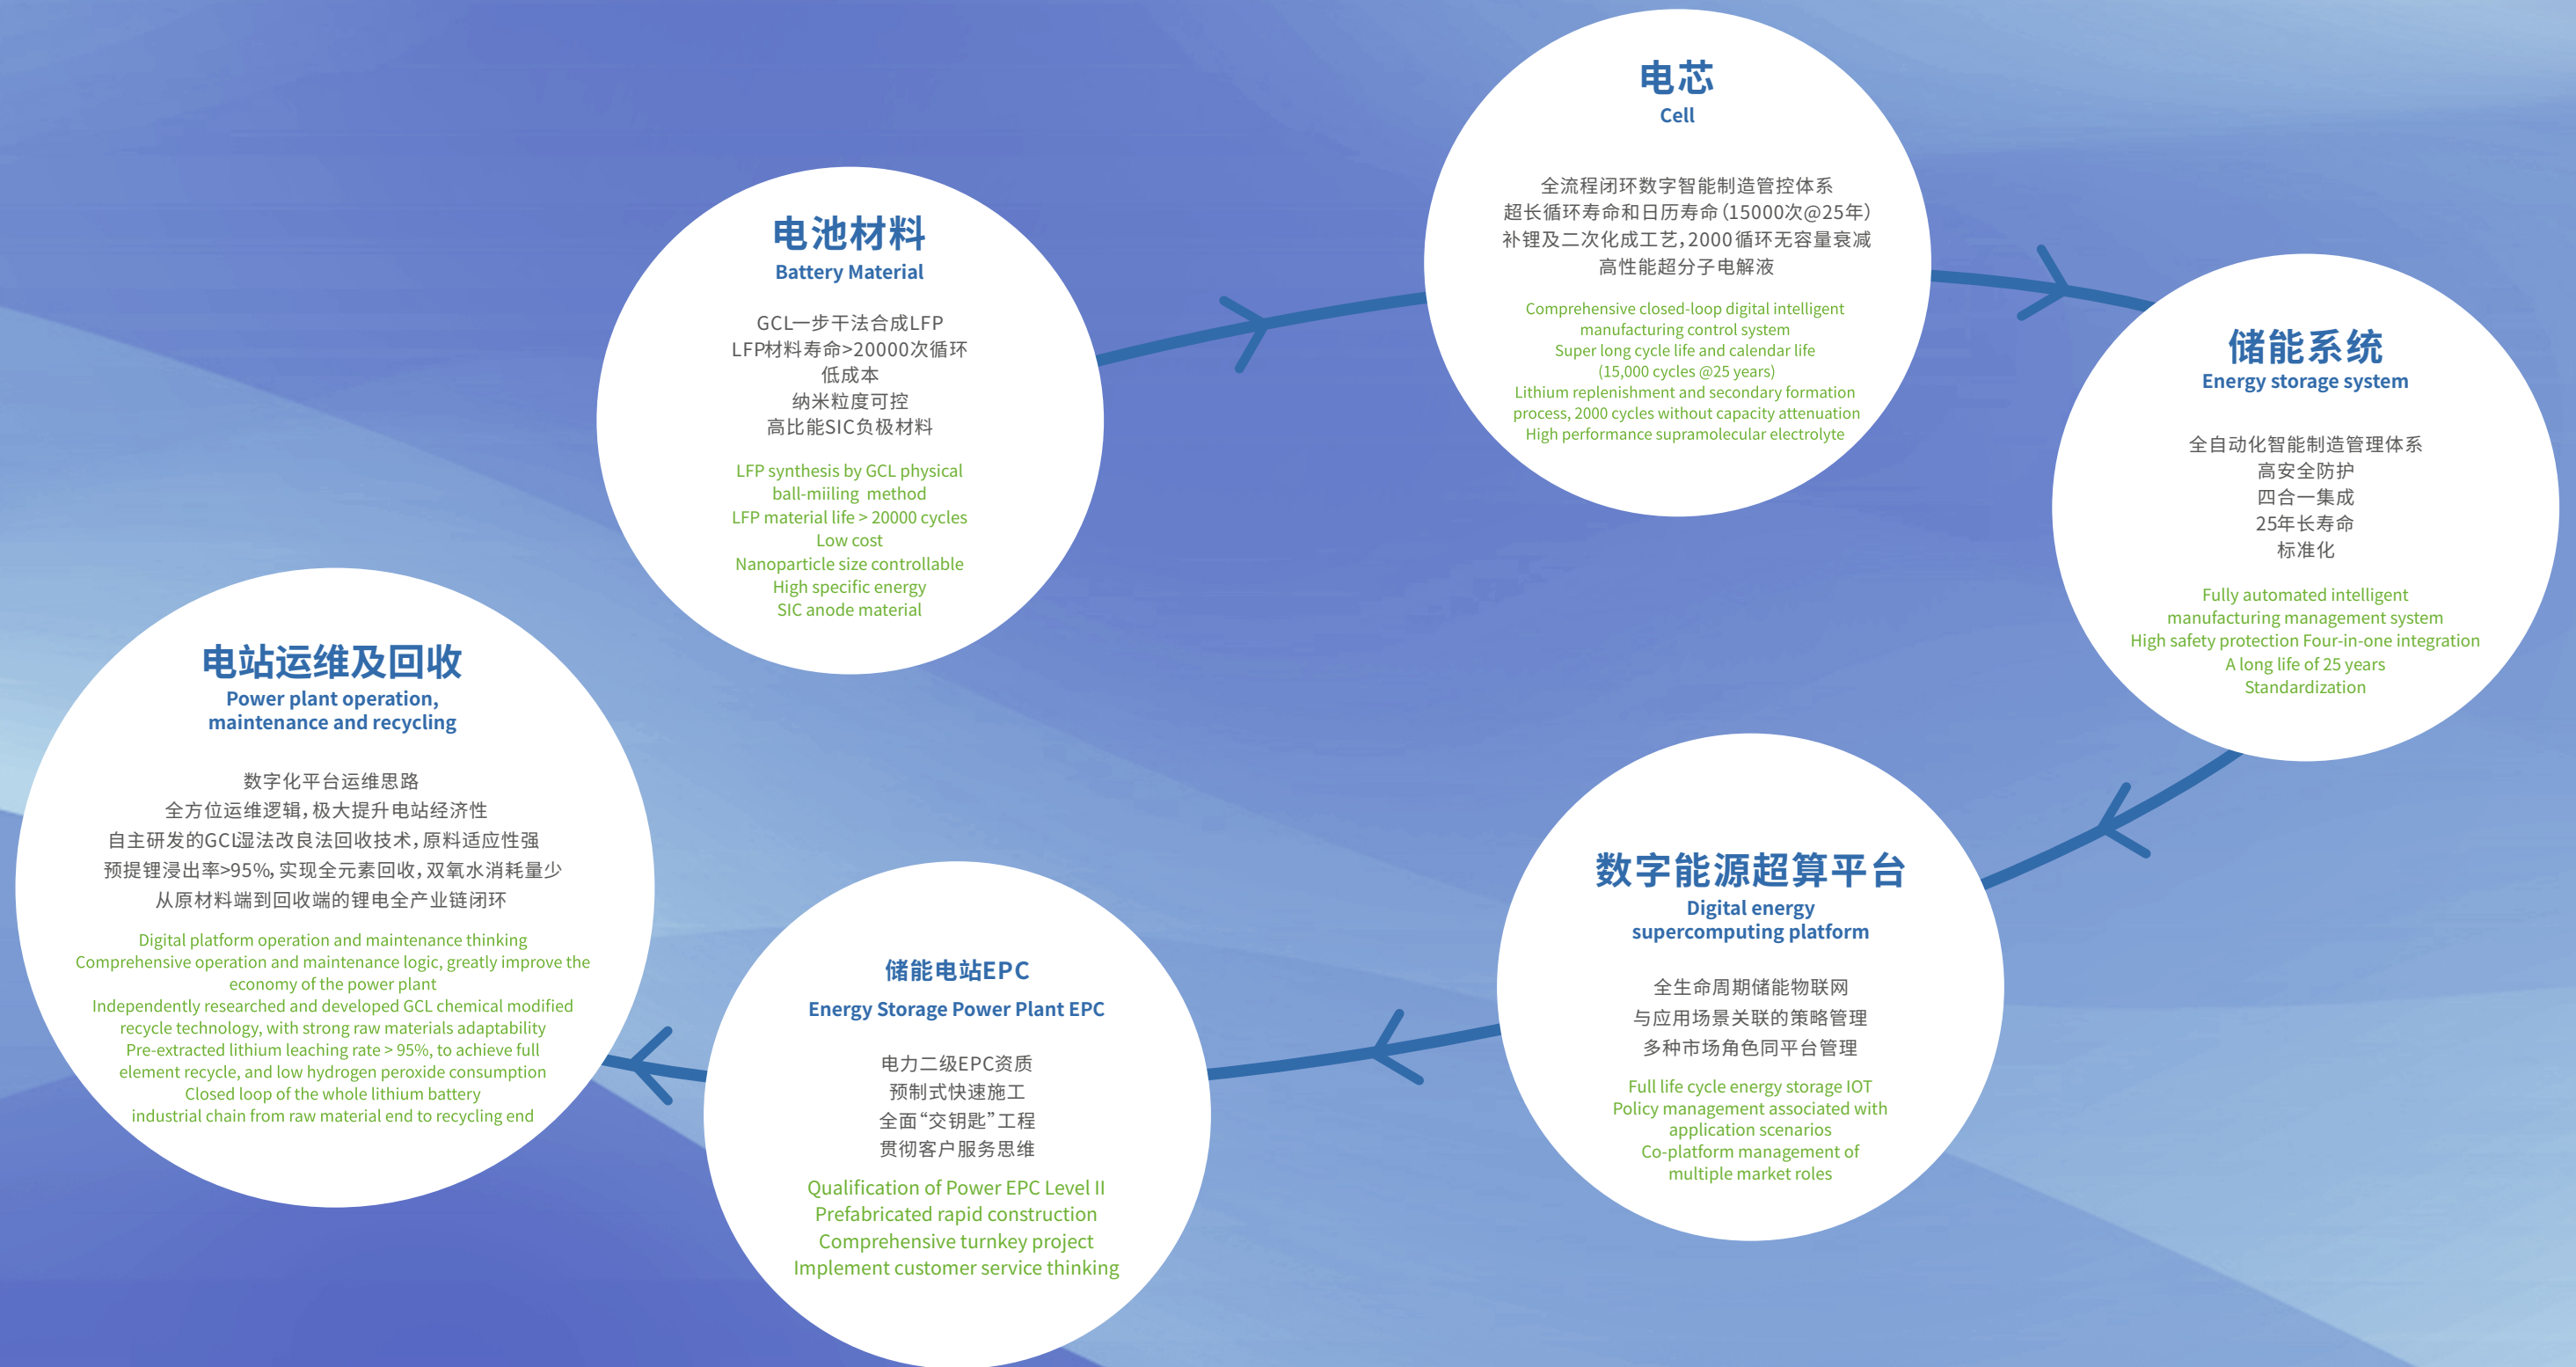 电池材料
Battery Material
GCL一步干法合成LFP
LFP材料寿命>20000次循环
低成本
纳米粒度可控
高比能SIC负极材料
LFP synthesis by GCL physical
ball-miiling method
LFP material life > 20000 cycles
Low cost
Nanoparticle size controllable
High specific energy
SIC anode material
电芯
Cell
全流程闭环数字智能制造管控体系
超长循环寿命和日历寿命（15000次@25年）
补锂及二次化成工艺，2000循环无容量衰减
高性能超分子电解液
Comprehensive closed-loop digital intelligent
manufacturing control system
Super long cycle life and calendar life
(15,000 cycles @25 years)
Lithium replenishment and secondary formation
process, 2000 cycles without capacity attenuation
High performance supramolecular electrolyte
储能系统
Energy storage system
全自动化智能制造管理体系
高安全防护
四合一集成
25年长寿命
标准化
Fully automated intelligent
manufacturing management system
High safety protection Four-in-one integration
A long life of 25 years
Standardization
数字能源超算平台
Digital energy
supercomputing platform
全生命周期储能物联网
与应用场景关联的策略管理
多种市场角色同平台管理
Full life cycle energy storage IOT
Policy management associated with
application scenarios
Co-platform management of
multiple market roles
储能电站EPC
Energy Storage Power Plant EPC
电力二级EPC资质
预制式快速施工
全面“交钥匙”工程
贯彻客户服务思维
Qualification of Power EPC Level II
Prefabricated rapid construction
Comprehensive turnkey project
Implement customer service thinking
电站运维及回收
Power plant operation,
maintenance and recycling
数字化平台运维思路
全方位运维逻辑，极大提升电站经济性
自主研发的GCL湿法改良法回收技术，原料适应性强
预提锂浸出率>95%，实现全元素回收，双氧水消耗量少
从原材料端到回收端的锂电全产业链闭环
Digital platform operation and maintenance thinking
Comprehensive operation and maintenance logic, greatly improve the
economy of the power plant
Independently researched and developed GCL chemical modified
recycle technology, with strong raw materials adaptability
Pre-extracted lithium leaching rate > 95%, to achieve full
element recycle, and low hydrogen peroxide consumption
Closed loop of the whole lithium battery
industrial chain from raw material end to recycling end